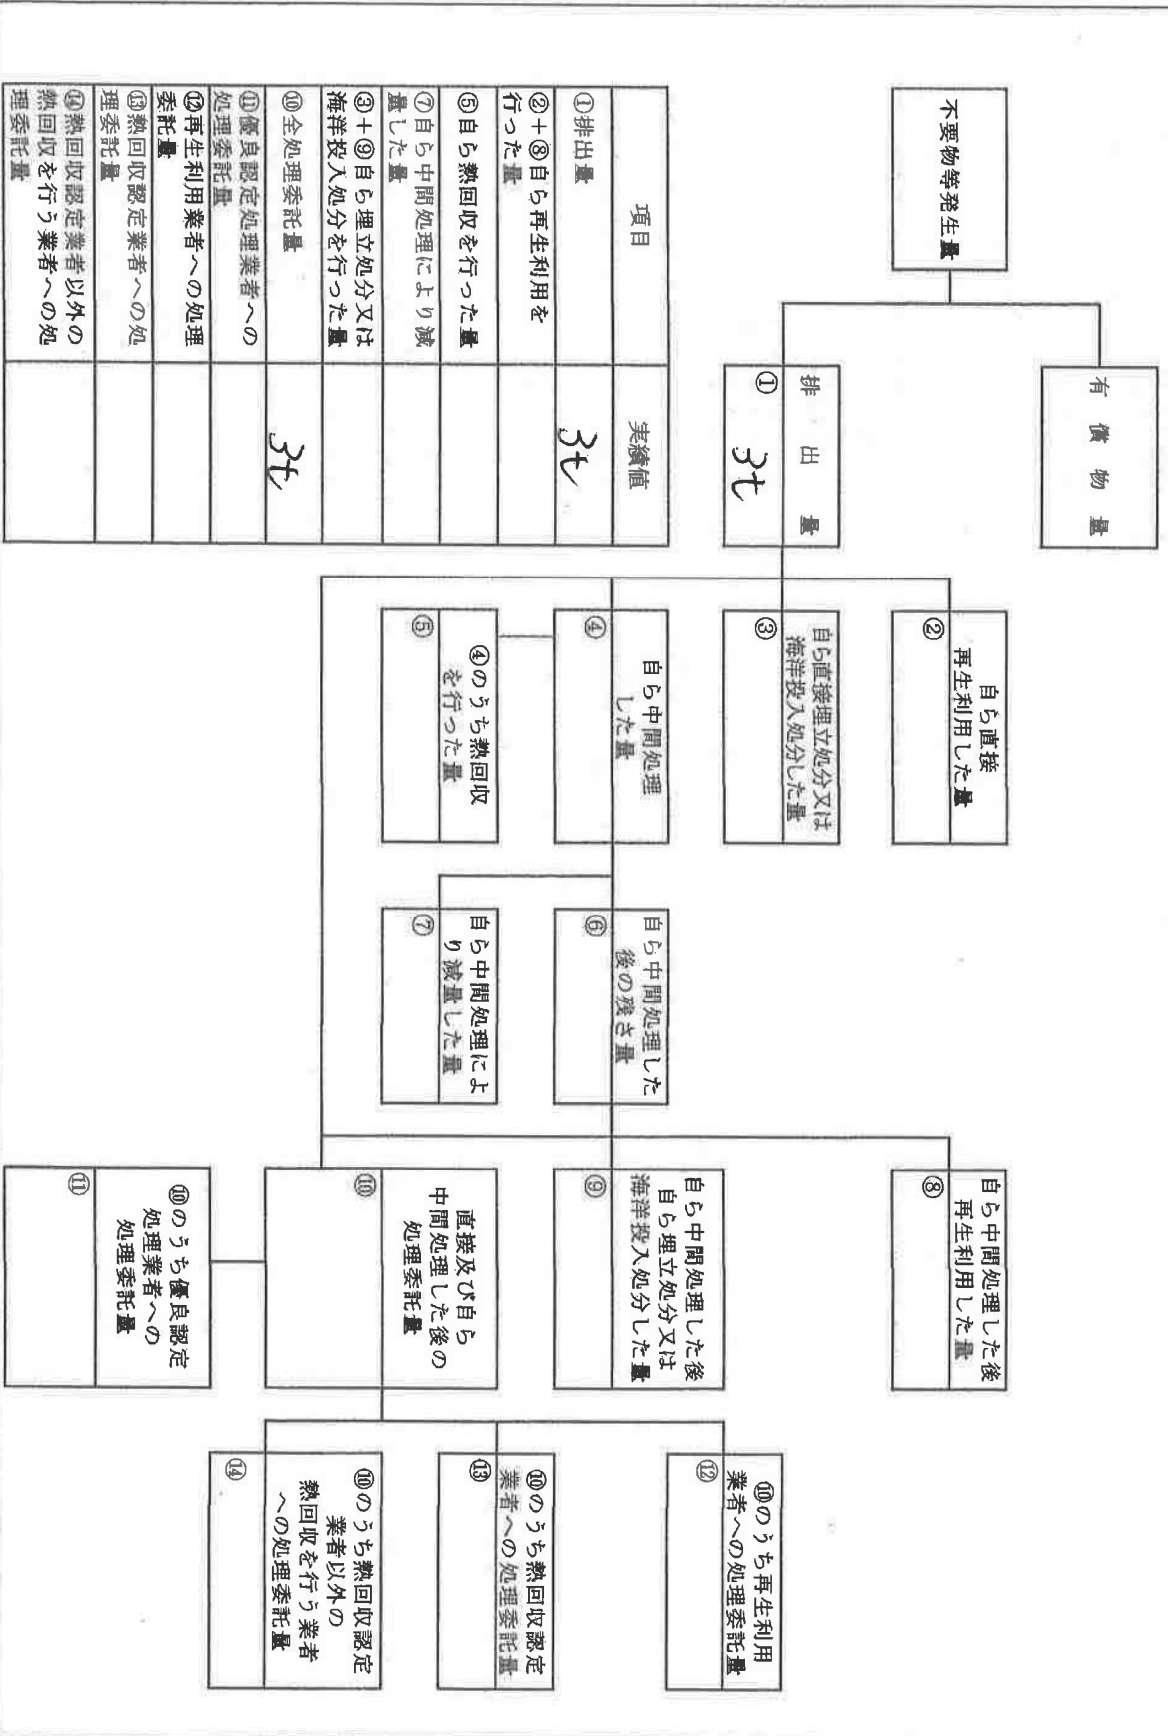 不要物等発生量
有償物量
排出量
①
3t
自ら直接
再生利用した量
②
自ら直接埋立処分又は
海洋投入処分した量
③
自ら中間処理
した量
④
④のうち熱回収
を行った量
⑤
自ら中間処理した
後の残さ量
⑥
自ら中間処理によ
り減量した量
⑦
自ら中間処理した後
再生利用した量
⑧
自ら中間処理した後
自ら埋立処分又は
海洋投入処分した量
⑨
直接及び自ら
中間処理した後の
処理委託量
⑩
⑩のうち優良認定
処理業者への
処理委託量
⑪
⑩のうち再生利用
業者への処理委託量
⑫
⑩のうち熱回収認定
業者への処理委託量
⑬
⑩のうち熱回収認定
業者以外の
熱回収を行う業者
への処理委託量
⑭
項目 実績値
①排出量 3t
②+⑧自ら再生利用を
行った量
⑤自ら熱回収を行った量
⑦自ら中間処理により減
量した量
③+⑨自ら埋立処分又は
海洋投入処分を行った量
⑩全処理委託量 3t
⑪優良認定処理業者への
処理委託量
⑫再生利用業者への処理
委託量
⑬熱回収認定業者への処
理委託量
⑭熱回収認定業者以外の
熱回収を行う業者への処
理委託量